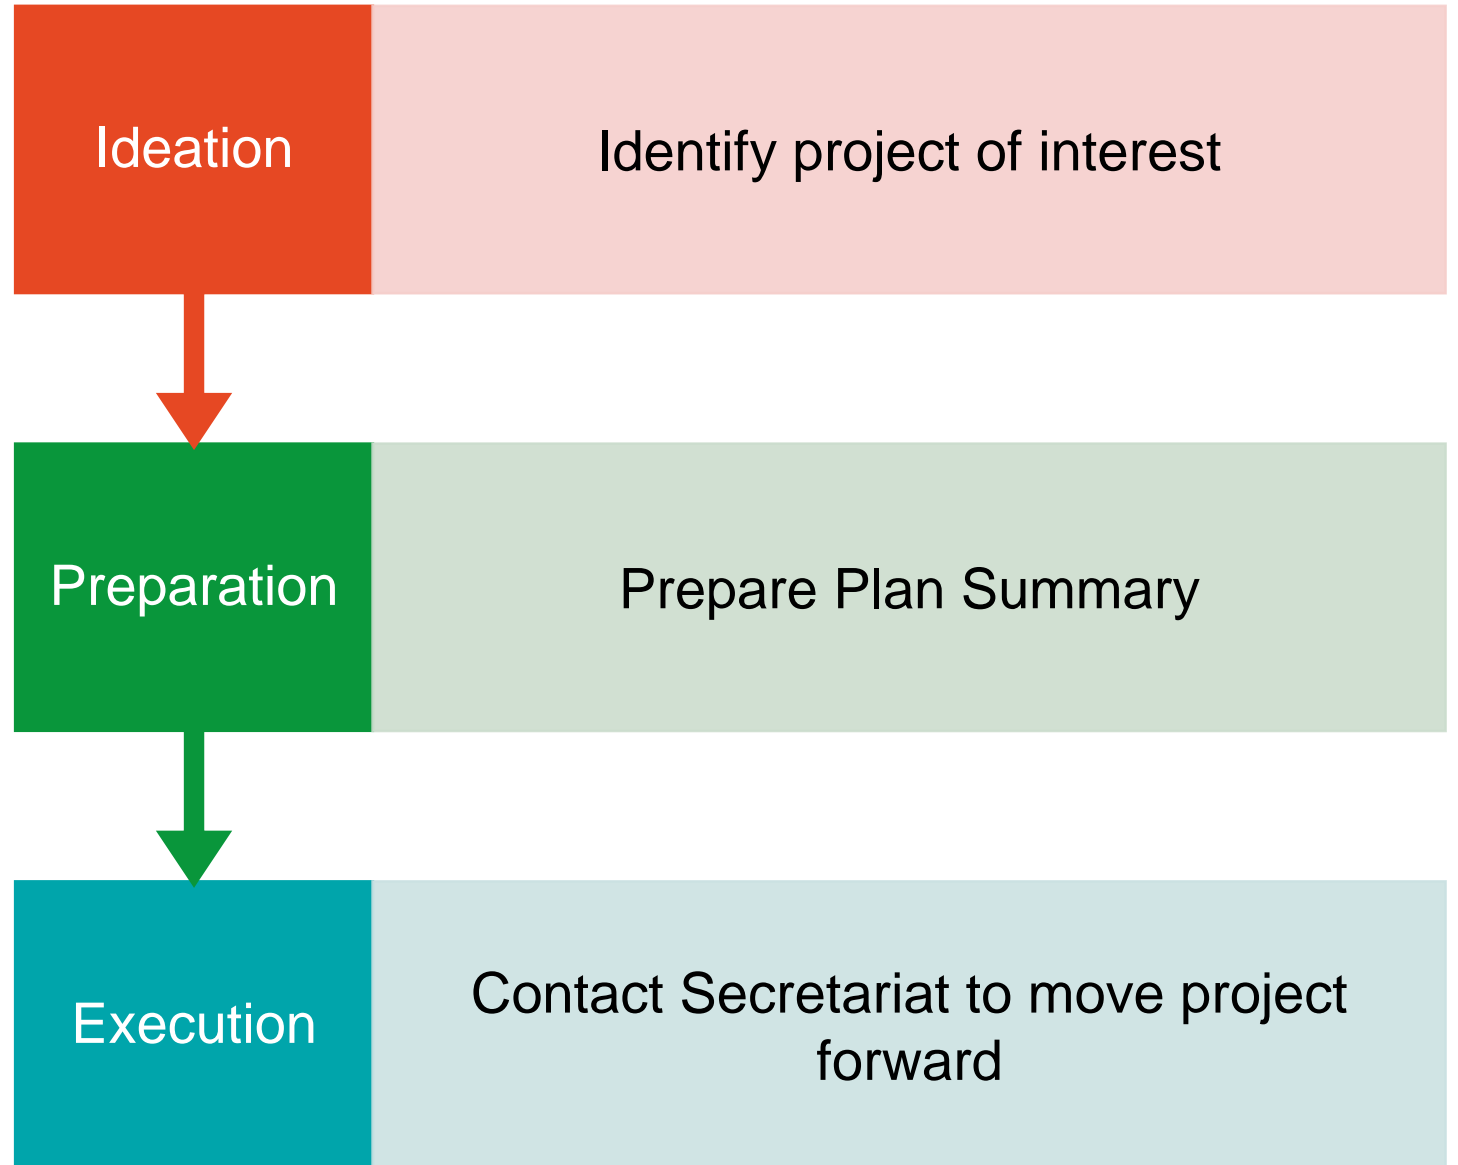 Ideation
Identify project of interest
Preparation
Prepare Plan Summary
Execution
Contact Secretariat to move project
forward